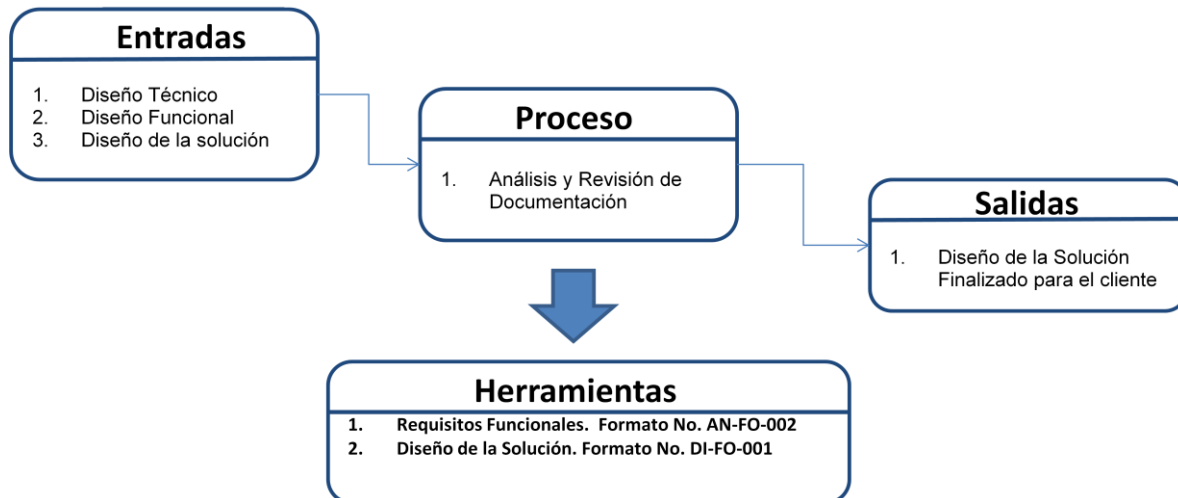 Entradas
1. Diseño Técnico
2. Diseño Funcional
3. Diseño de la solución
Proceso
1. Análisis y Revisión de
Documentación
Salidas
1. Diseño de la Solución
Finalizado para el cliente
Herramientas
1. Requisitos Funcionales. Formato No. AN-FO-002
2. Diseño de la Solución. Formato No. DI-FO-001